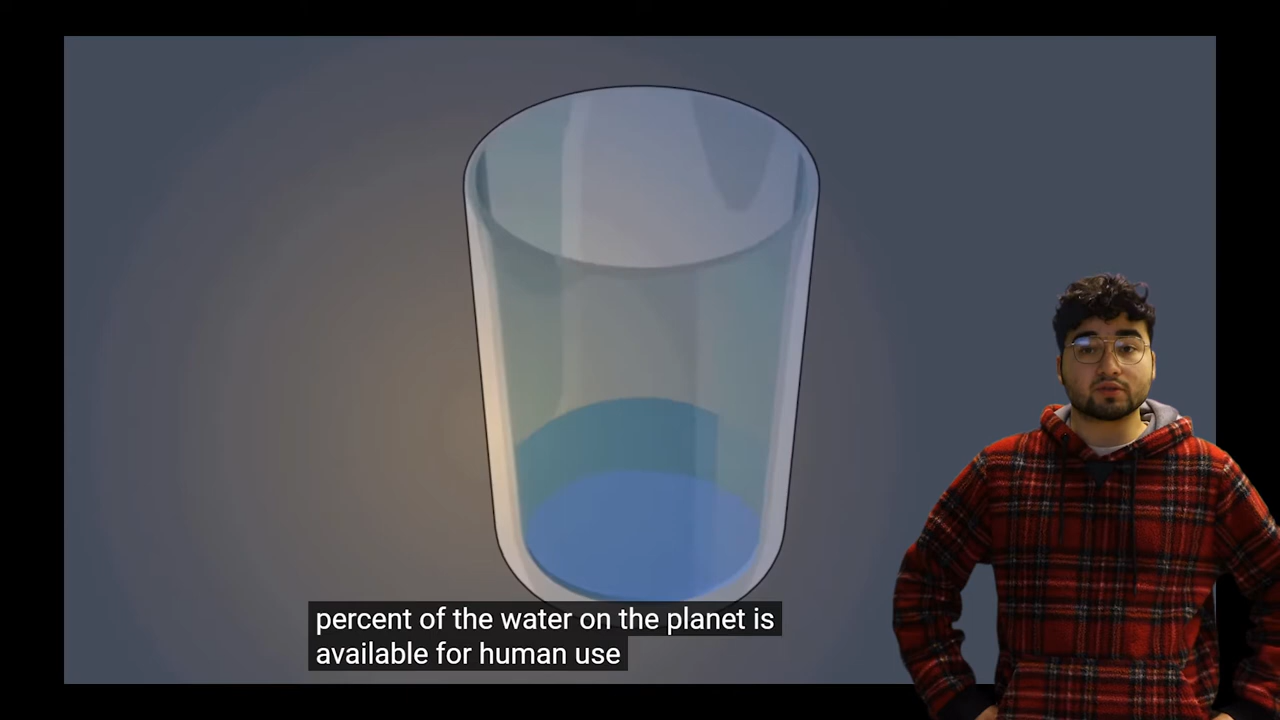 percent of the water on the planet is
available for human use